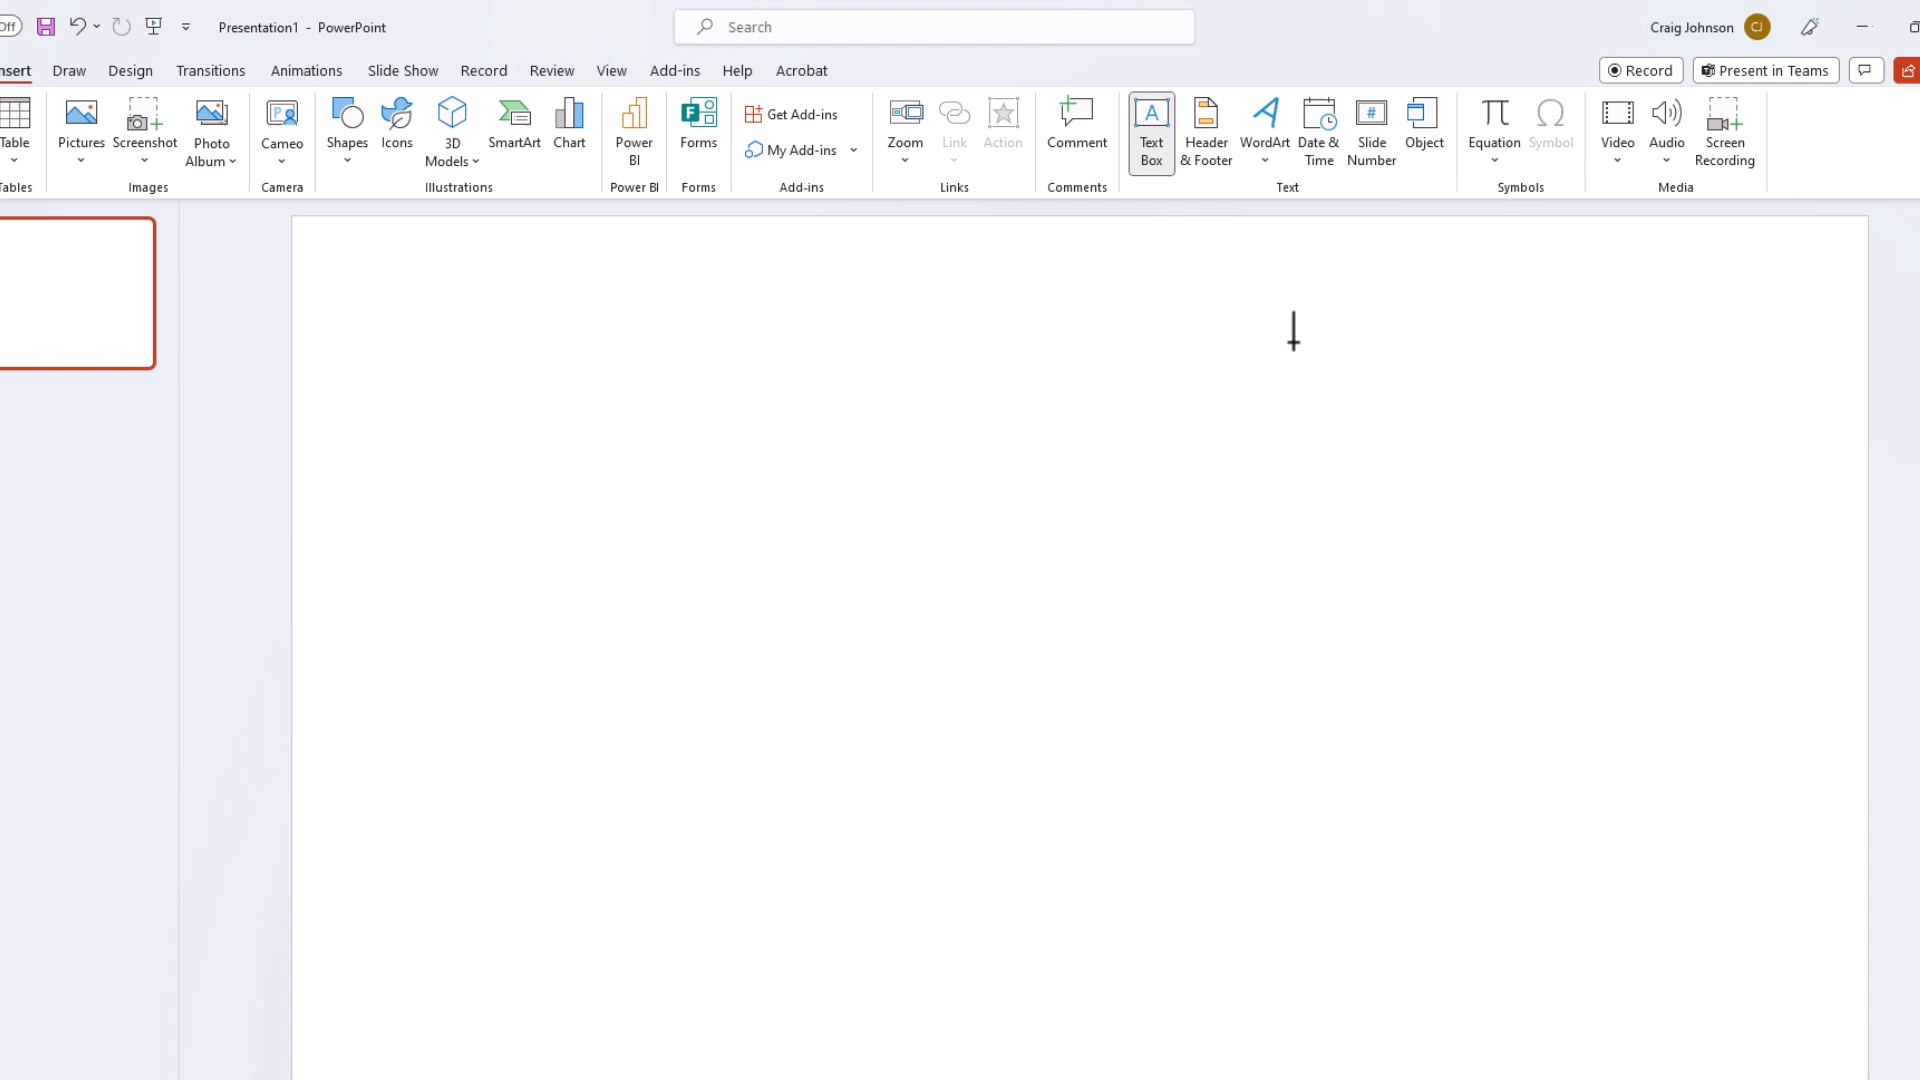 Off Presentation1 - PowerPoint Search Craig Johnson CJ
nsert Draw Design Transitions Animations Slide Show Record Review View Add-ins Help Acrobat Record Present in Teams
Table Pictures Screenshot Photo Album Cameo Shapes Icons 3D Models SmartArt Chart Power BI Forms Get Add-ins My Add-ins Zoom Link Action Comment Text Box Header & Footer WordArt Date & Time Slide Number Object Equation Symbol Video Audio Screen Recording
Tables Images Camera Illustrations Power BI Forms Add-ins Links Comments Text Symbols Media